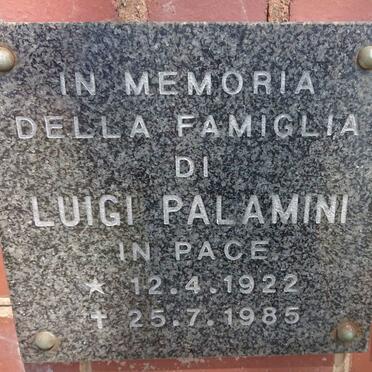 IN MEMORIA
DELLA FAMIGLIA
DI
LUIGI PALAMINI
IN PACE.
* 12.4.1922
† 25.7.1985